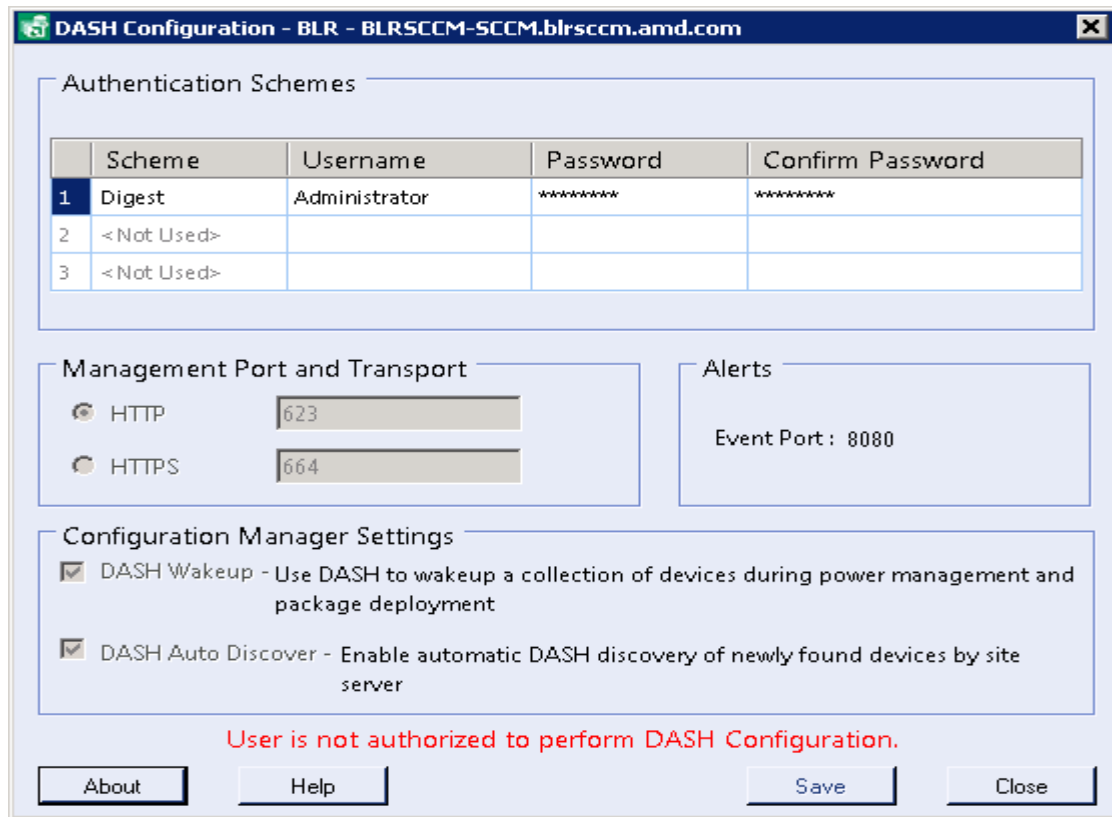 DASH Configuration - BLR - BLRSCCM-SCCM.blrsccm.amd.com
Authentication Schemes
Scheme Username Password Confirm Password
1 Digest Administrator ******** ********
2 <Not Used>
3 <Not Used>
Management Port and Transport
HTTP 623
HTTPS 664
Alerts
Event Port : 8080
Configuration Manager Settings
DASH Wakeup - Use DASH to wakeup a collection of devices during power management and
package deployment
DASH Auto Discover - Enable automatic DASH discovery of newly found devices by site
server
User is not authorized to perform DASH Configuration.
About Help Save Close